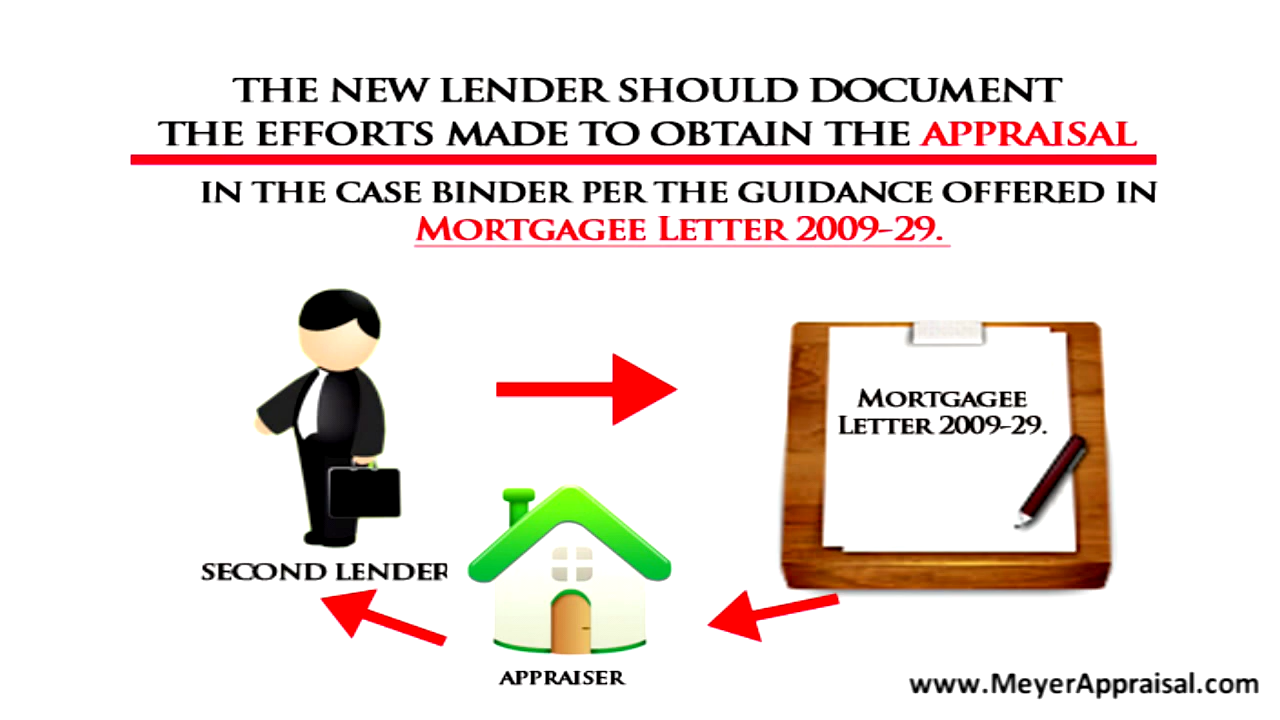 THE NEW LENDER SHOULD DOCUMENT
THE EFFORTS MADE TO OBTAIN THE APPRAISAL
IN THE CASE BINDER PER THE GUIDANCE OFFERED IN
MORTGAGEE LETTER 2009-29.
MORTGAGEE
LETTER 2009-29.
SECOND LENDER
APPRAISER
www.MeyerAppraisal.com